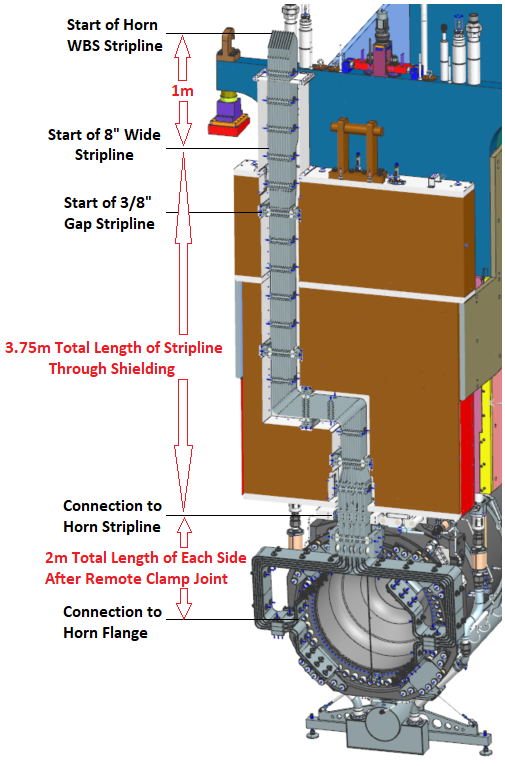 Start of Horn
WBS Stripline
1m
Start of 8" Wide
Stripline
Start of 3/8"
Gap Stripline
3.75m Total Length of Stripline
Through Shielding
Connection to
Horn Stripline
2m Total Length of Each Side
After Remote Clamp Joint
Connection to
Horn Flange